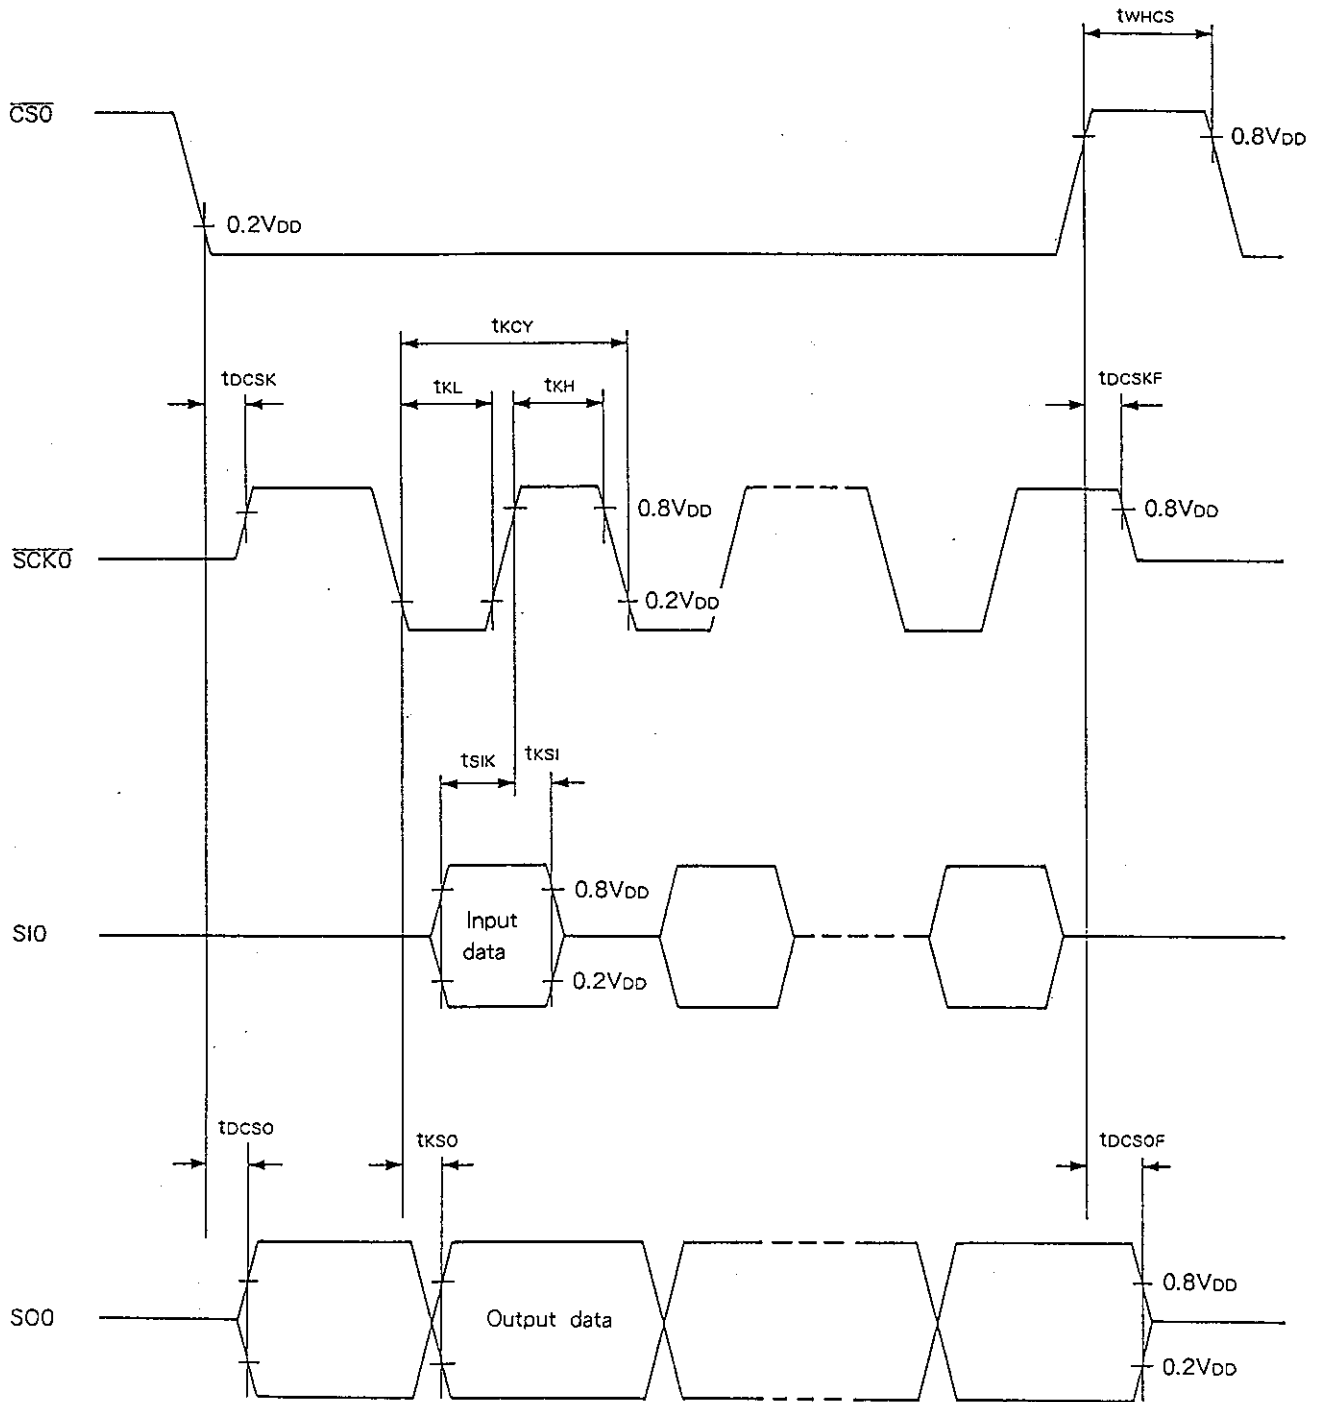 tWHCS
CS0
0.8VDD
0.2VDD
tKCY
tDCSK
tKL
tKH
tDCSKF
0.8VDD
0.8VDD
SCK0
0.2VDD
tSIK
tKSI
0.8VDD
Input
data
SI0
0.2VDD
tDCSO
tKSO
tDCSOF
0.8VDD
SO0
Output data
0.2VDD